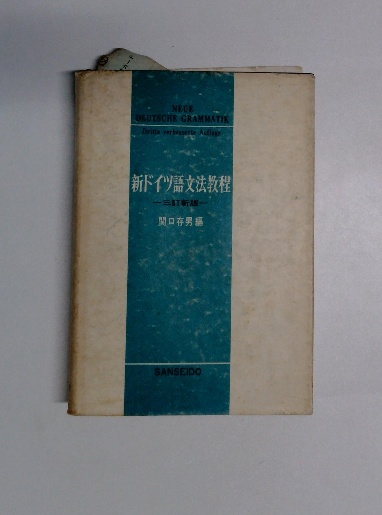 NEUE
DEUTSCHE GRAMMATIK
Dritte verbesserte Auflage
新ドイツ語文法教程
—三訂新版—
関口存男編
SANSEIDO